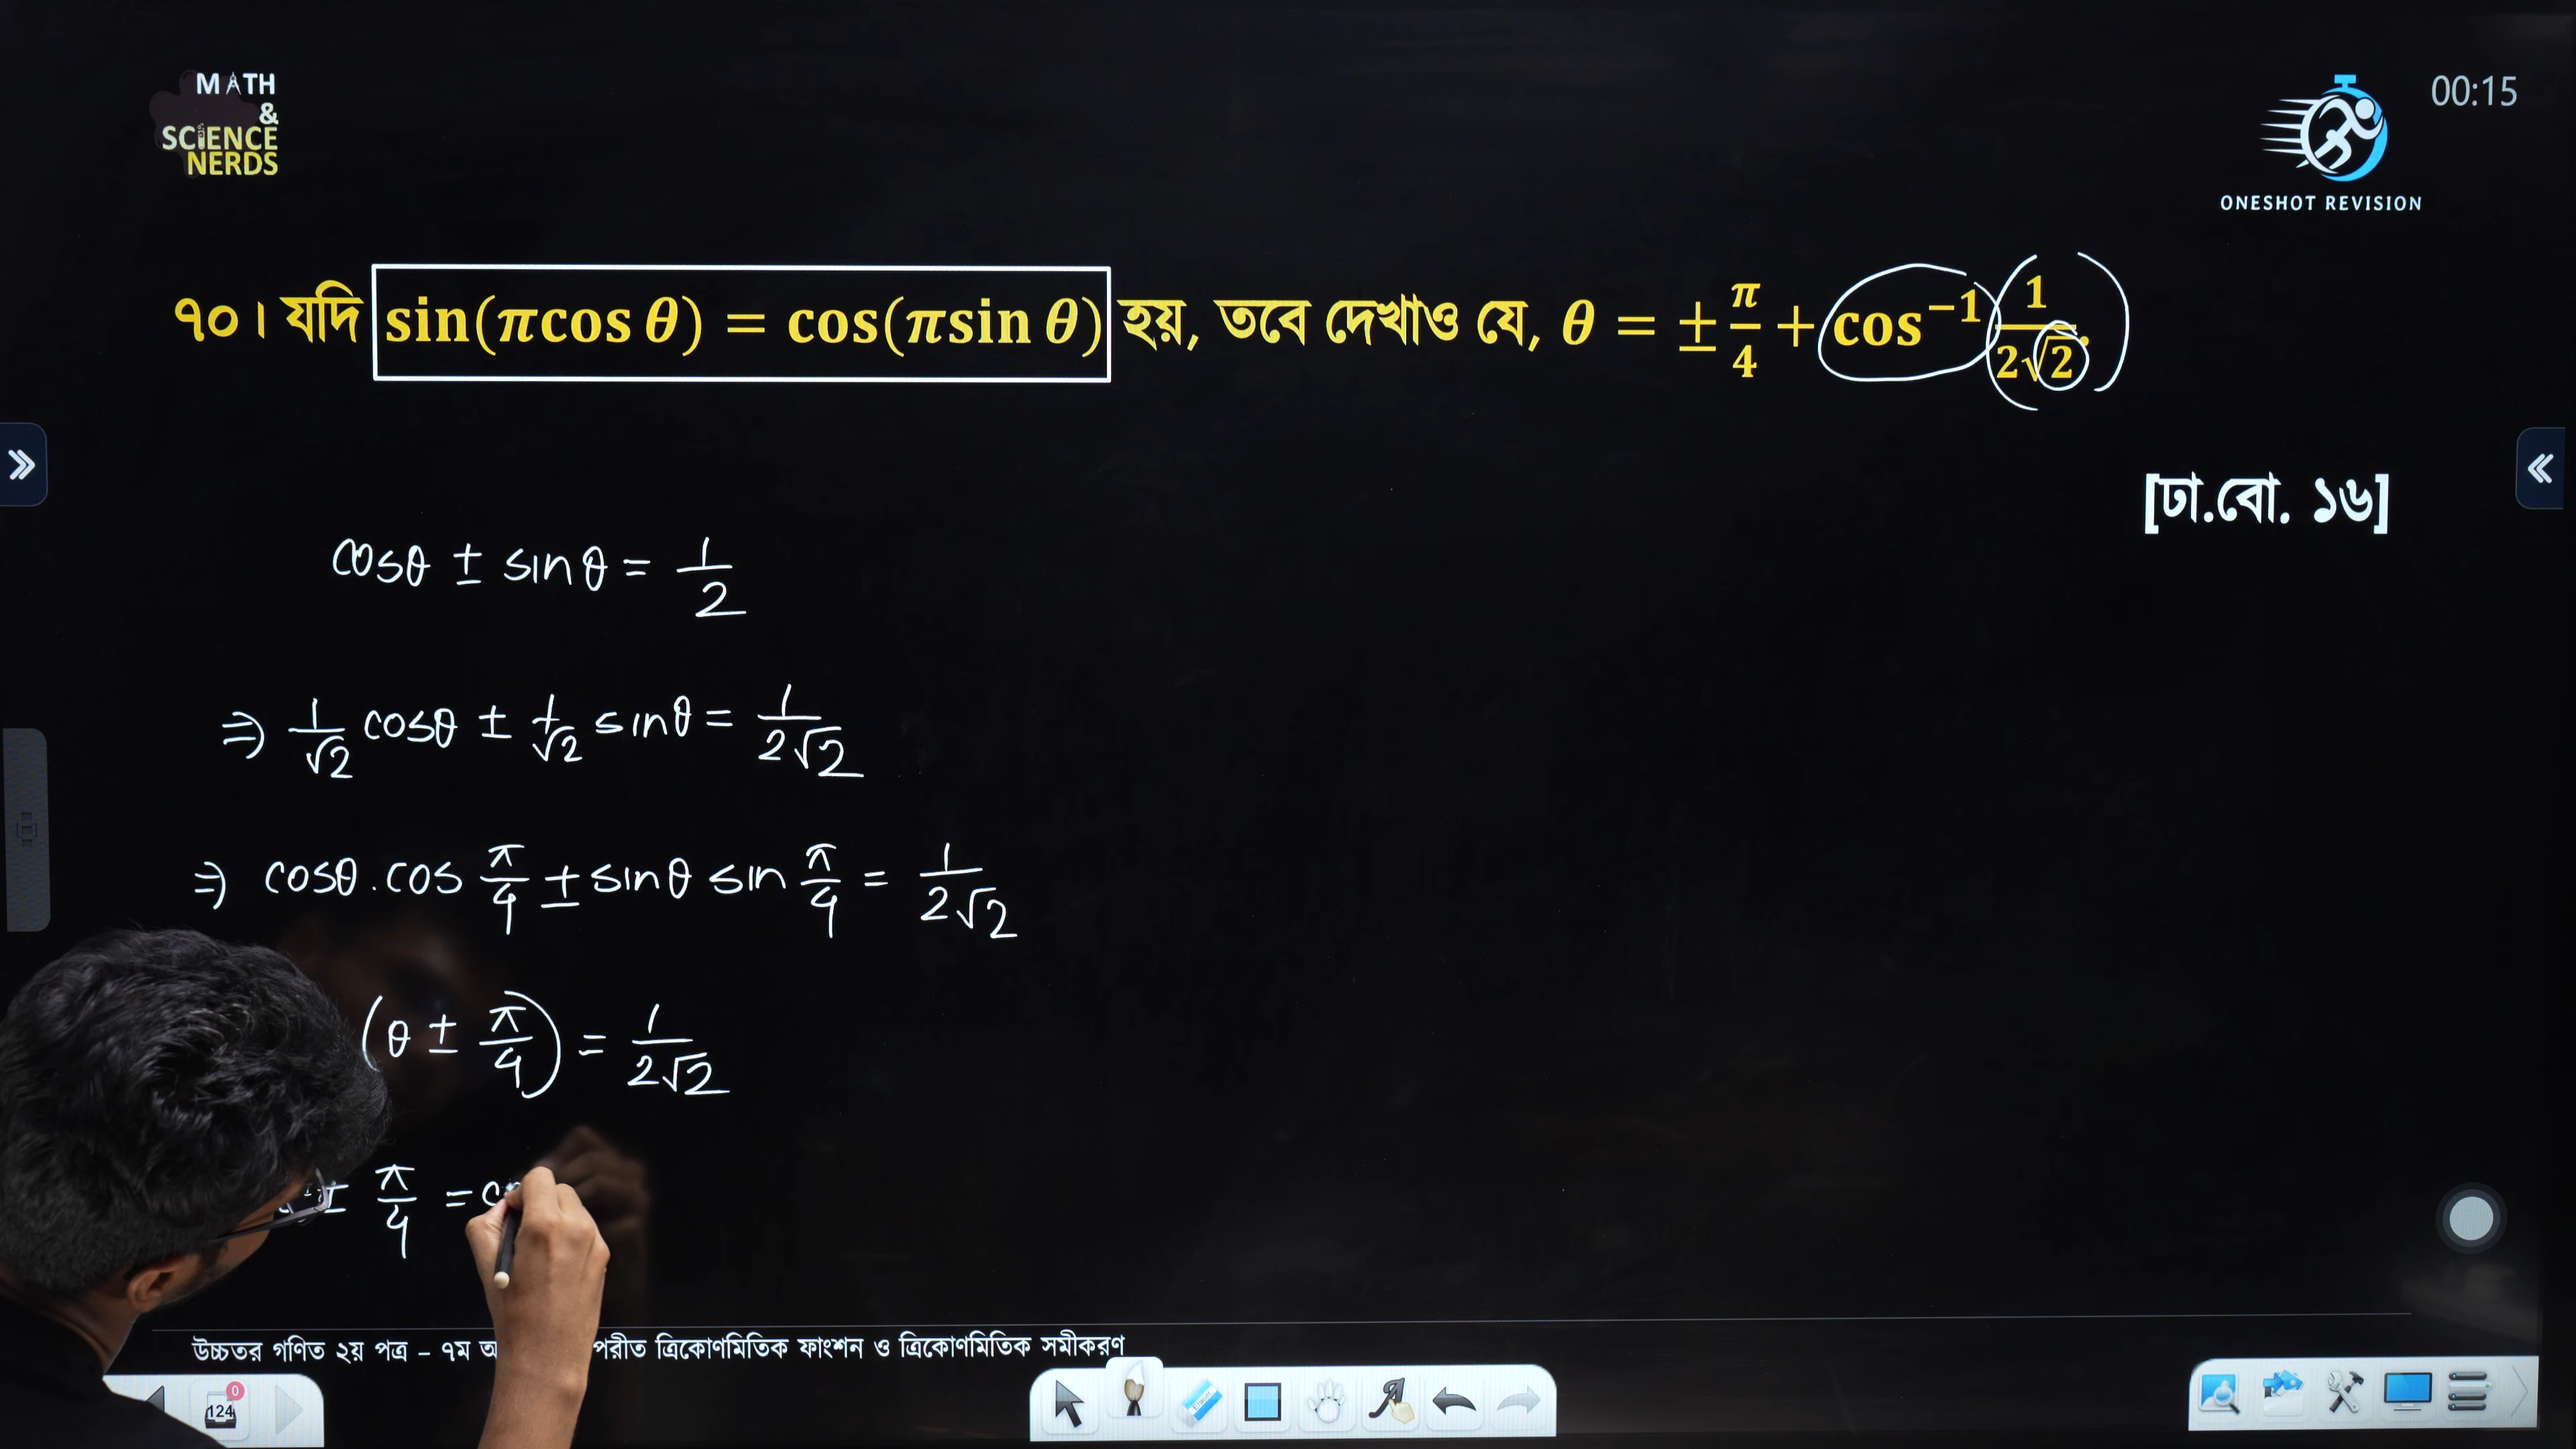 MATH
&
SCIENCE
NERDS
00:15
ONESHOT REVISION
৭০। যদি sin(πcos θ) = cos(πsin θ) হয়, তবে দেখাও যে, θ = ± π/4 + cos⁻¹ 1/2√2.
[ঢা.বো. ১৬]
cosθ ± sinθ = 1/2
⇒ 1/√2 cosθ ± 1/√2 sinθ = 1/2√2
⇒ cosθ . cos π/4 ± sinθ sin π/4 = 1/2√2
(θ ± π/4) = 1/2√2
± π/4 =
উচ্চতর গণিত ২য় পত্র – ৭ম ত্রিকোণমিতিক ফাংশন ও ত্রিকোণমিতিক সমীকরণ
0
124